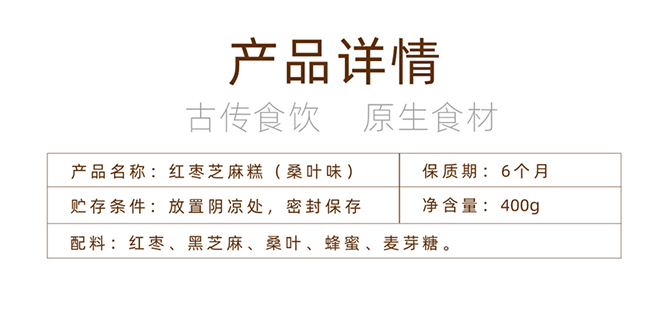 产品详情
古传食饮 原生食材
产品名称：红枣芝麻糕（桑叶味） 保质期：6个月
贮存条件：放置阴凉处，密封保存 净含量：400g
配料：红枣、黑芝麻、桑叶、蜂蜜、麦芽糖。